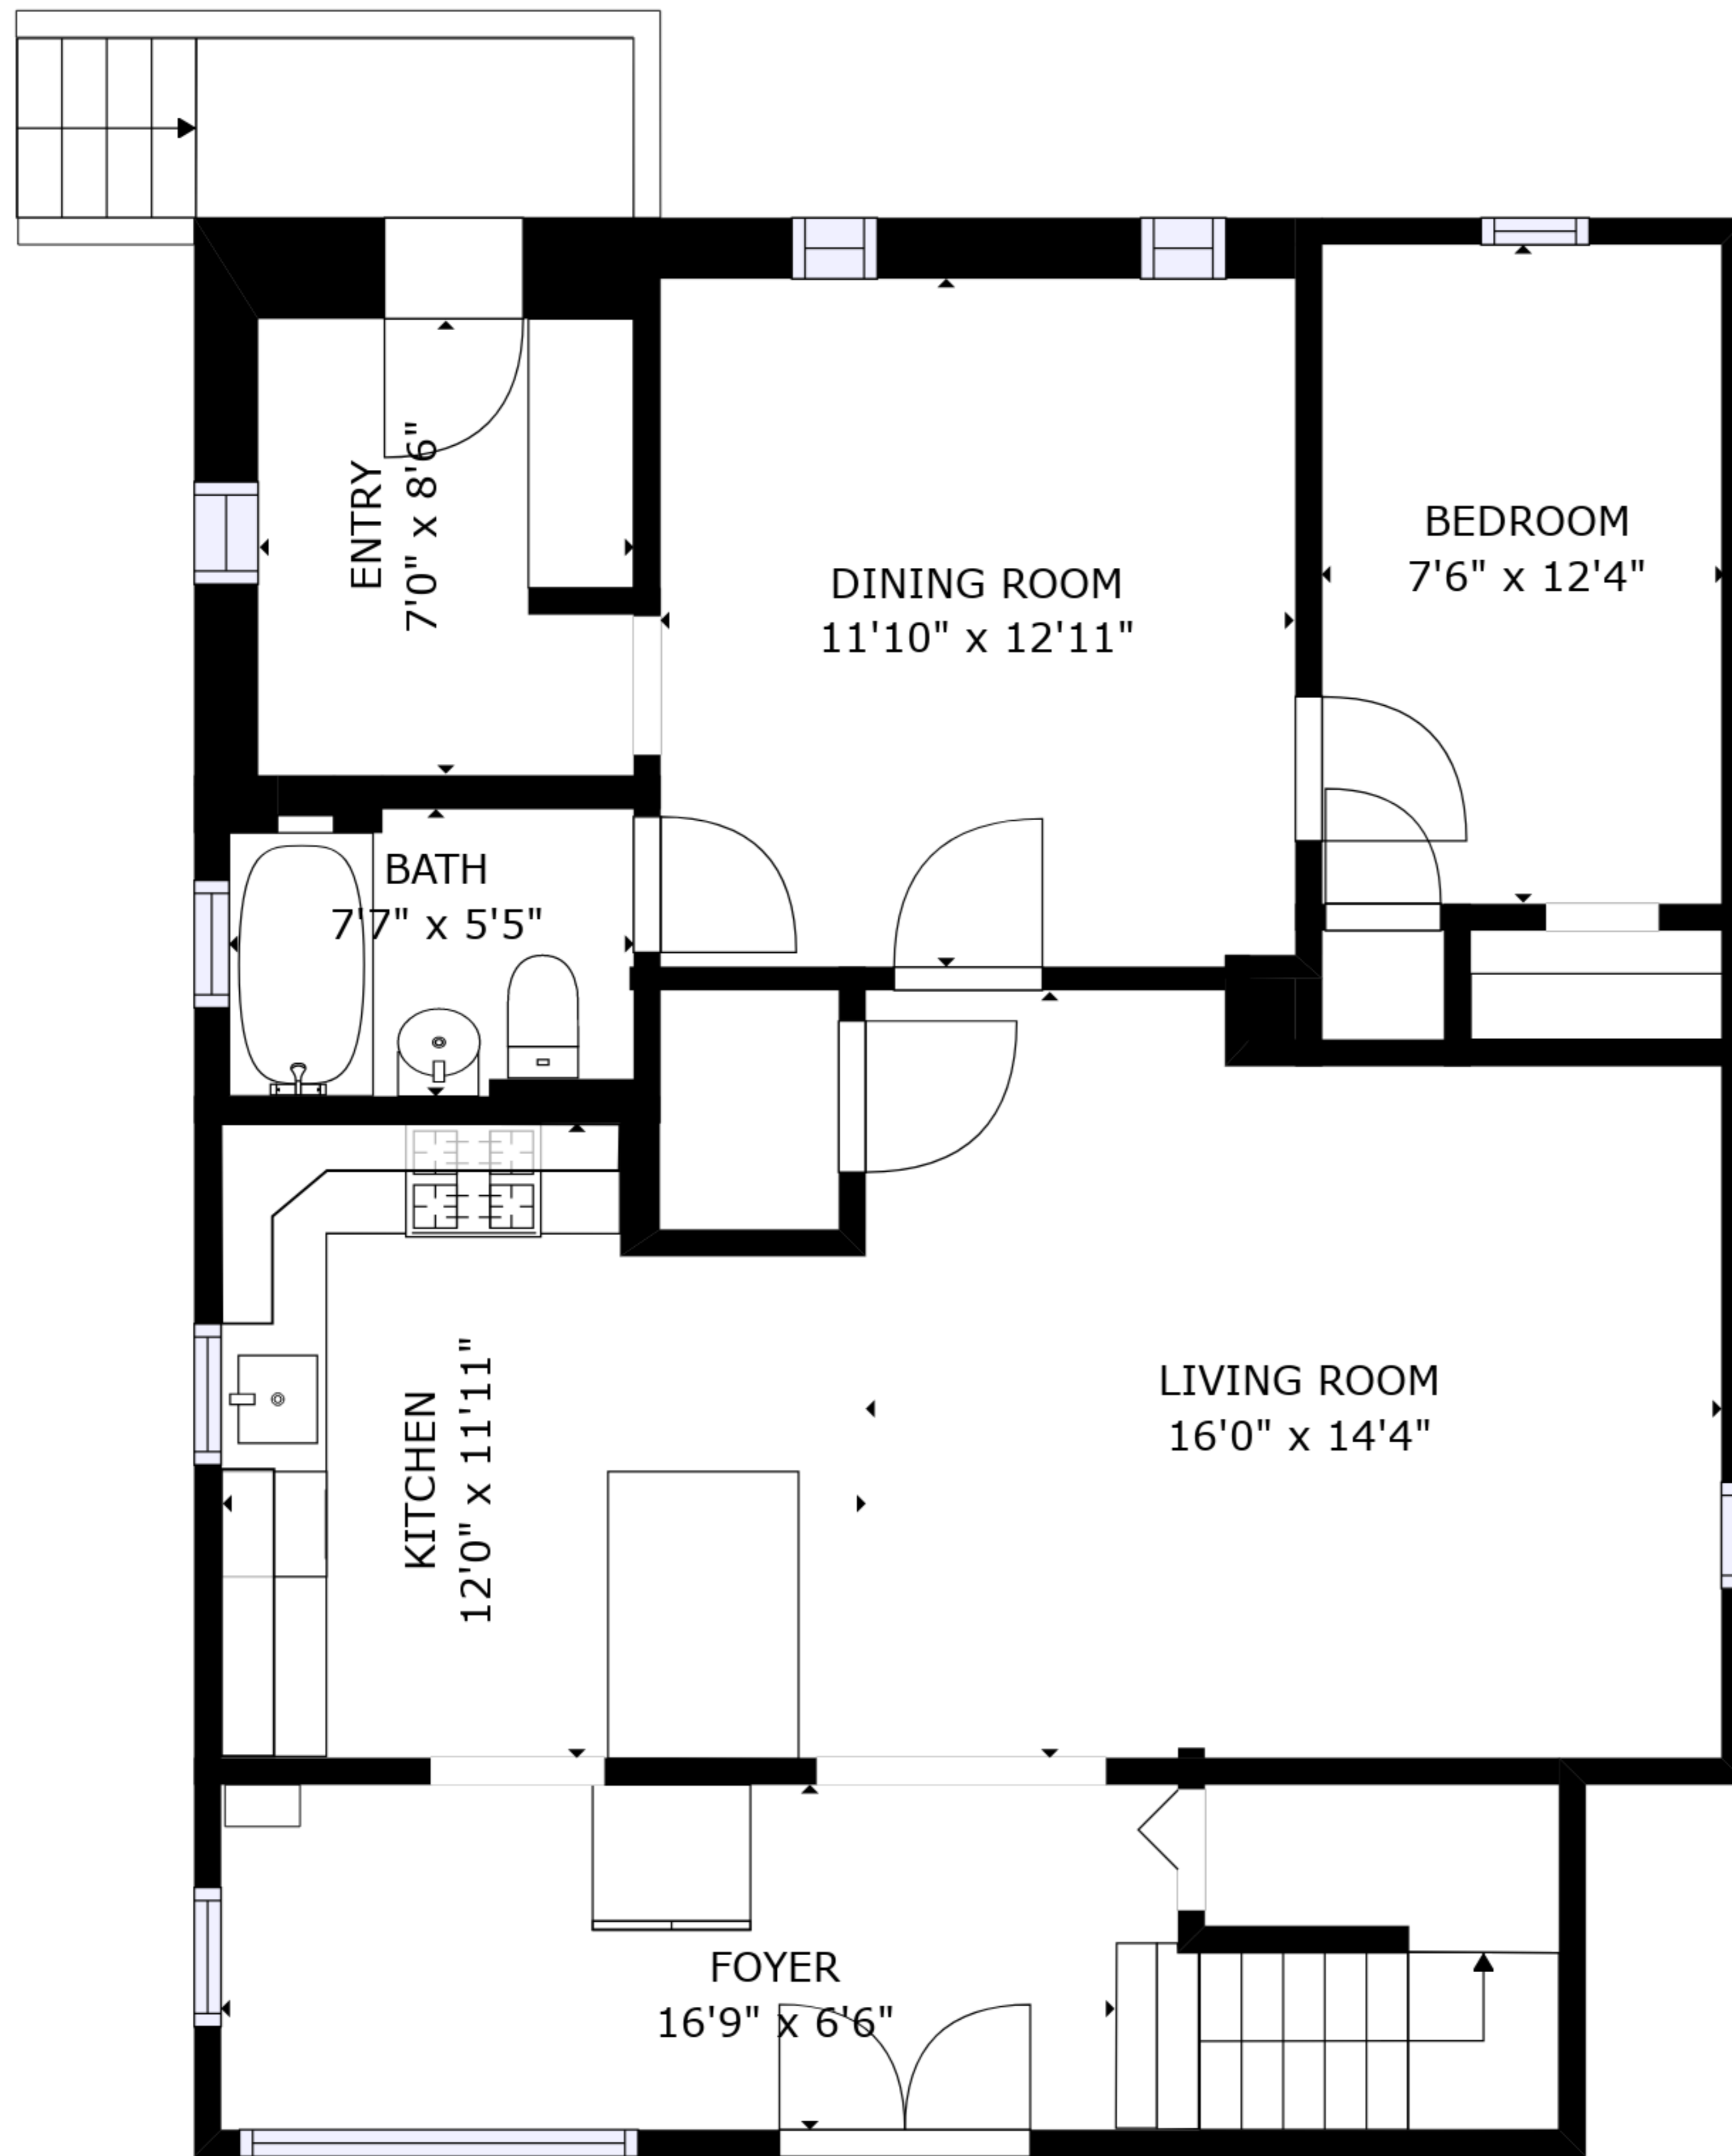 ENTRY
7'0" x 8'6"
DINING ROOM
11'10" x 12'11"
BEDROOM
7'6" x 12'4"
BATH
7'7" x 5'5"
KITCHEN
12'0" x 11'11"
LIVING ROOM
16'0" x 14'4"
FOYER
16'9" x 6'6"